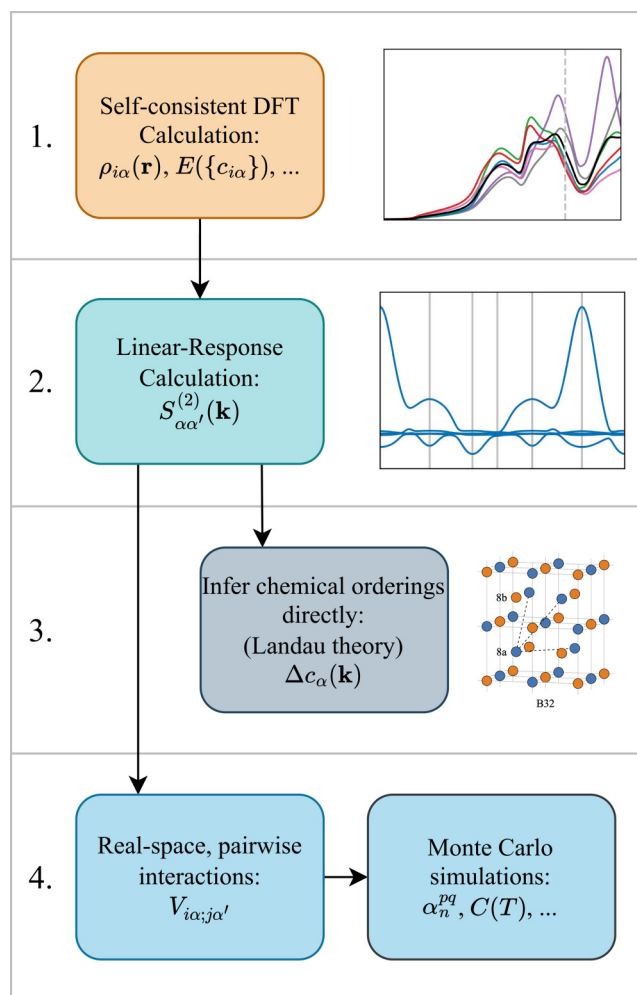 1.
Self-consistent DFT
Calculation:
ρ_{iα}(𝐫), E({c_{iα}}), ...
2.
Linear-Response
Calculation:
S^{(2)}_{αα′}(𝐤)
3.
Infer chemical orderings
directly:
(Landau theory)
Δc_α(𝐤)
8b
8a
B32
4.
Real-space, pairwise
interactions:
V_{iα;jα′}
Monte Carlo
simulations:
α_n^{pq}, C(T), ...